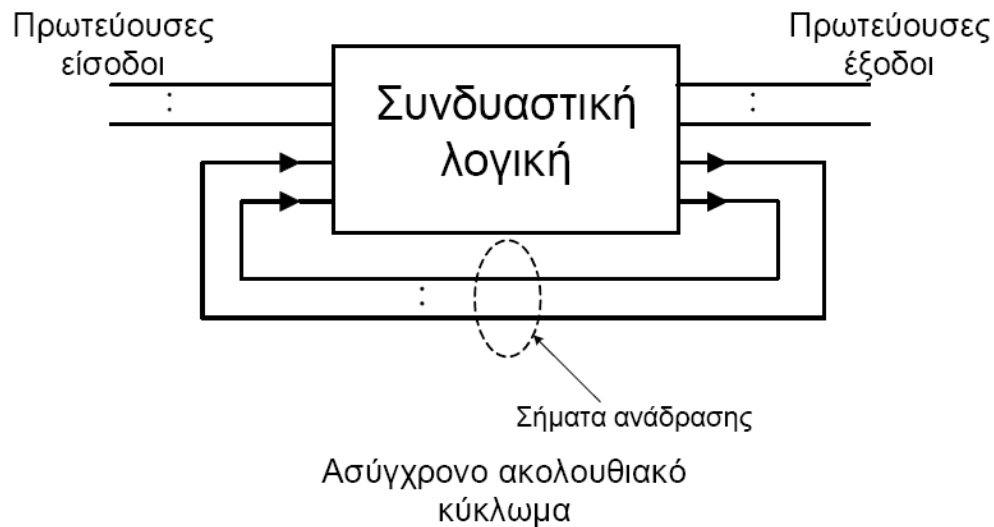 Πρωτεύουσες
είσοδοι
Πρωτεύουσες
έξοδοι
Συνδυαστική
λογική
Σήματα ανάδρασης
Ασύγχρονο ακολουθιακό
κύκλωμα